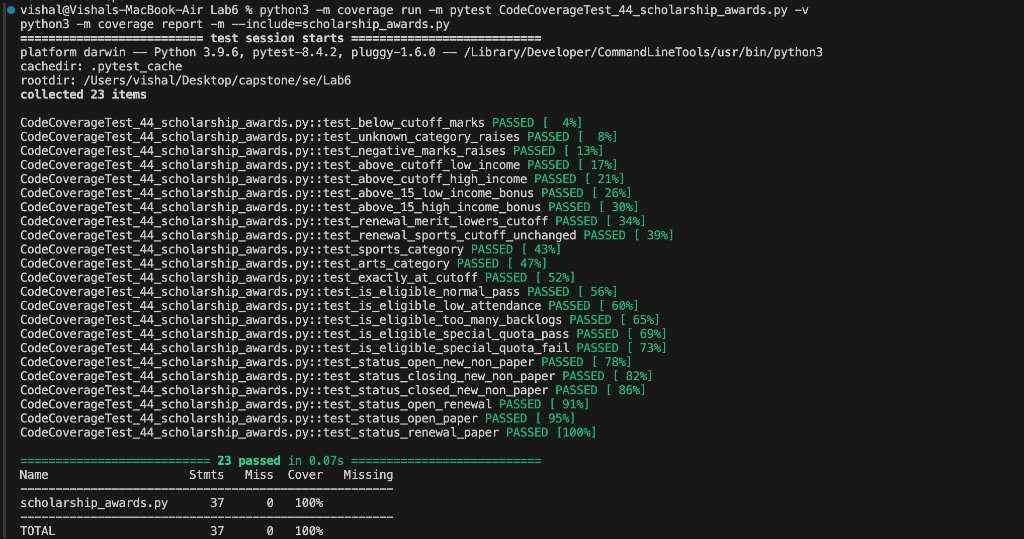 vishal@Vishals-MacBook-Air Lab6 % python3 -m coverage run -m pytest CodeCoverageTest_44_scholarship_awards.py -v
python3 -m coverage report -m --include=scholarship_awards.py
========================== test session starts ===========================
platform darwin -- Python 3.9.6, pytest-8.4.2, pluggy-1.6.0 -- /Library/Developer/CommandLineTools/usr/bin/python3
cachedir: .pytest_cache
rootdir: /Users/vishal/Desktop/capstone/se/Lab6
collected 23 items
CodeCoverageTest_44_scholarship_awards.py::test_below_cutoff_marks PASSED [  4%]
CodeCoverageTest_44_scholarship_awards.py::test_unknown_category_raises PASSED [  8%]
CodeCoverageTest_44_scholarship_awards.py::test_negative_marks_raises PASSED [ 13%]
CodeCoverageTest_44_scholarship_awards.py::test_above_cutoff_low_income PASSED [ 17%]
CodeCoverageTest_44_scholarship_awards.py::test_above_cutoff_high_income PASSED [ 21%]
CodeCoverageTest_44_scholarship_awards.py::test_above_15_low_income_bonus PASSED [ 26%]
CodeCoverageTest_44_scholarship_awards.py::test_above_15_high_income_bonus PASSED [ 30%]
CodeCoverageTest_44_scholarship_awards.py::test_renewal_merit_lowers_cutoff PASSED [ 34%]
CodeCoverageTest_44_scholarship_awards.py::test_renewal_sports_cutoff_unchanged PASSED [ 39%]
CodeCoverageTest_44_scholarship_awards.py::test_sports_category PASSED [ 43%]
CodeCoverageTest_44_scholarship_awards.py::test_arts_category PASSED [ 47%]
CodeCoverageTest_44_scholarship_awards.py::test_exactly_at_cutoff PASSED [ 52%]
CodeCoverageTest_44_scholarship_awards.py::test_is_eligible_normal_pass PASSED [ 56%]
CodeCoverageTest_44_scholarship_awards.py::test_is_eligible_low_attendance PASSED [ 60%]
CodeCoverageTest_44_scholarship_awards.py::test_is_eligible_too_many_backlogs PASSED [ 65%]
CodeCoverageTest_44_scholarship_awards.py::test_is_eligible_special_quota_pass PASSED [ 69%]
CodeCoverageTest_44_scholarship_awards.py::test_is_eligible_special_quota_fail PASSED [ 73%]
CodeCoverageTest_44_scholarship_awards.py::test_status_open_new_non_paper PASSED [ 78%]
CodeCoverageTest_44_scholarship_awards.py::test_status_closing_new_non_paper PASSED [ 82%]
CodeCoverageTest_44_scholarship_awards.py::test_status_closed_new_non_paper PASSED [ 86%]
CodeCoverageTest_44_scholarship_awards.py::test_status_open_renewal PASSED [ 91%]
CodeCoverageTest_44_scholarship_awards.py::test_status_open_paper PASSED [ 95%]
CodeCoverageTest_44_scholarship_awards.py::test_status_renewal_paper PASSED [100%]
=========================== 23 passed in 0.07s ===========================
Name                    Stmts   Miss  Cover   Missing
-----------------------------------------------------
scholarship_awards.py      37      0   100%
-----------------------------------------------------
TOTAL                      37      0   100%